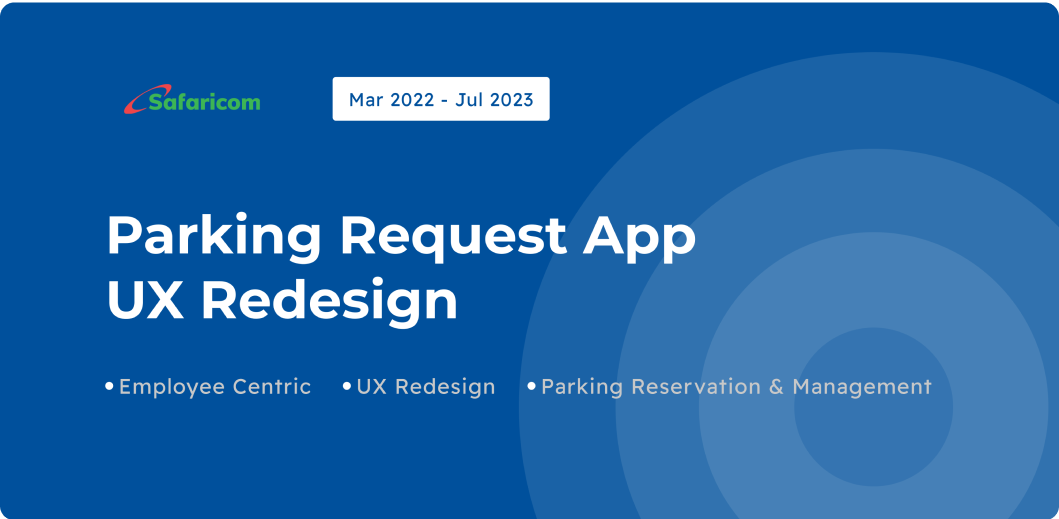 Safaricom
Mar 2022 - Jul 2023
Parking Request App
UX Redesign
• Employee Centric • UX Redesign • Parking Reservation & Management